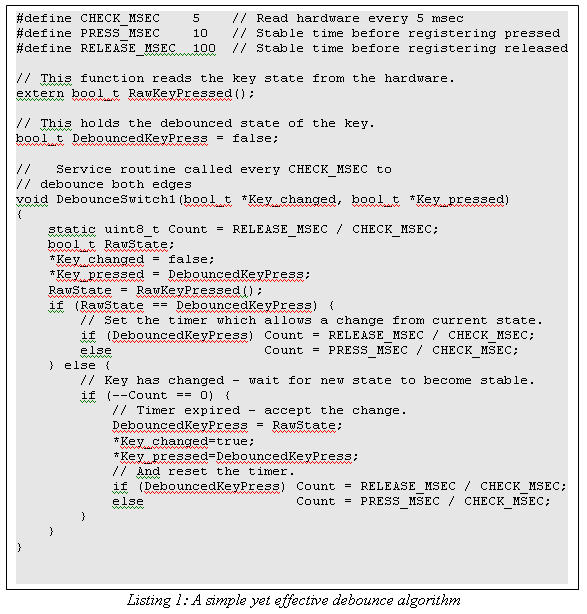 #define CHECK_MSEC    5    // Read hardware every 5 msec
#define PRESS_MSEC    10   // Stable time before registering pressed
#define RELEASE_MSEC  100  // Stable time before registering released
// This function reads the key state from the hardware.
extern bool_t RawKeyPressed();
// This holds the debounced state of the key.
bool_t DebouncedKeyPress = false;
//   Service routine called every CHECK_MSEC to
// debounce both edges
void DebounceSwitch1(bool_t *Key_changed, bool_t *Key_pressed)
{
    static uint8_t Count = RELEASE_MSEC / CHECK_MSEC;
    bool_t RawState;
    *Key_changed = false;
    *Key_pressed = DebouncedKeyPress;
    RawState = RawKeyPressed();
    if (RawState == DebouncedKeyPress) {
        // Set the timer which allows a change from current state.
        if (DebouncedKeyPress) Count = RELEASE_MSEC / CHECK_MSEC;
        else                   Count = PRESS_MSEC / CHECK_MSEC;
    } else {
        // Key has changed - wait for new state to become stable.
        if (--Count == 0) {
            // Timer expired - accept the change.
            DebouncedKeyPress = RawState;
            *Key_changed=true;
            *Key_pressed=DebouncedKeyPress;
            // And reset the timer.
            if (DebouncedKeyPress) Count = RELEASE_MSEC / CHECK_MSEC;
            else                   Count = PRESS_MSEC / CHECK_MSEC;
        }
    }
}
Listing 1: A simple yet effective debounce algorithm